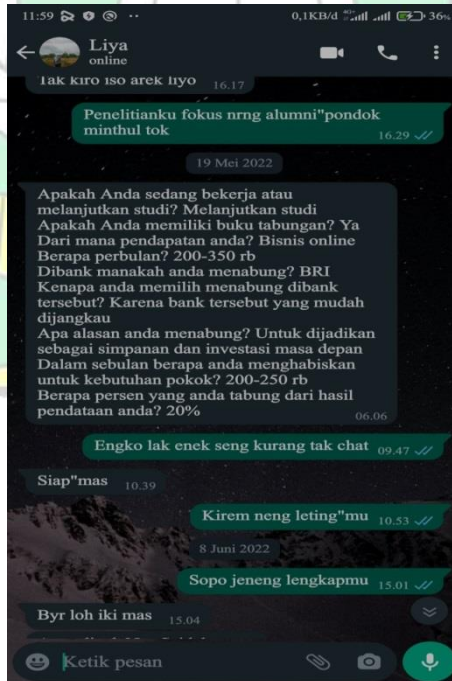 11:59 0,1KB/d 36%
Liya
online
Tak kiro iso arek liyo 16.17
Penelitianku fokus nrng alumni"pondok
minthul tok 16.29
19 Mei 2022
Apakah Anda sedang bekerja atau
melanjutkan studi? Melanjutkan studi
Apakah Anda memiliki buku tabungan? Ya
Dari mana pendapatan anda? Bisnis online
Berapa perbulan? 200-350 rb
Dibank manakah anda menabung? BRI
Kenapa anda memilih menabung dibank
tersebut? Karena bank tersebut yang mudah
dijangkau
Apa alasan anda menabung? Untuk dijadikan
sebagai simpanan dan investasi masa depan
Dalam sebulan berapa anda menghabiskan
untuk kebutuhan pokok? 200-250 rb
Berapa persen yang anda tabung dari hasil
pendataan anda? 20% 06.06
Engko lak enek seng kurang tak chat 09.47
Siap"mas 10.39
Kirem neng leting"mu 10.53
8 Juni 2022
Sopo jeneng lengkapmu 15.01
Byr loh iki mas 15.04
Ketik pesan